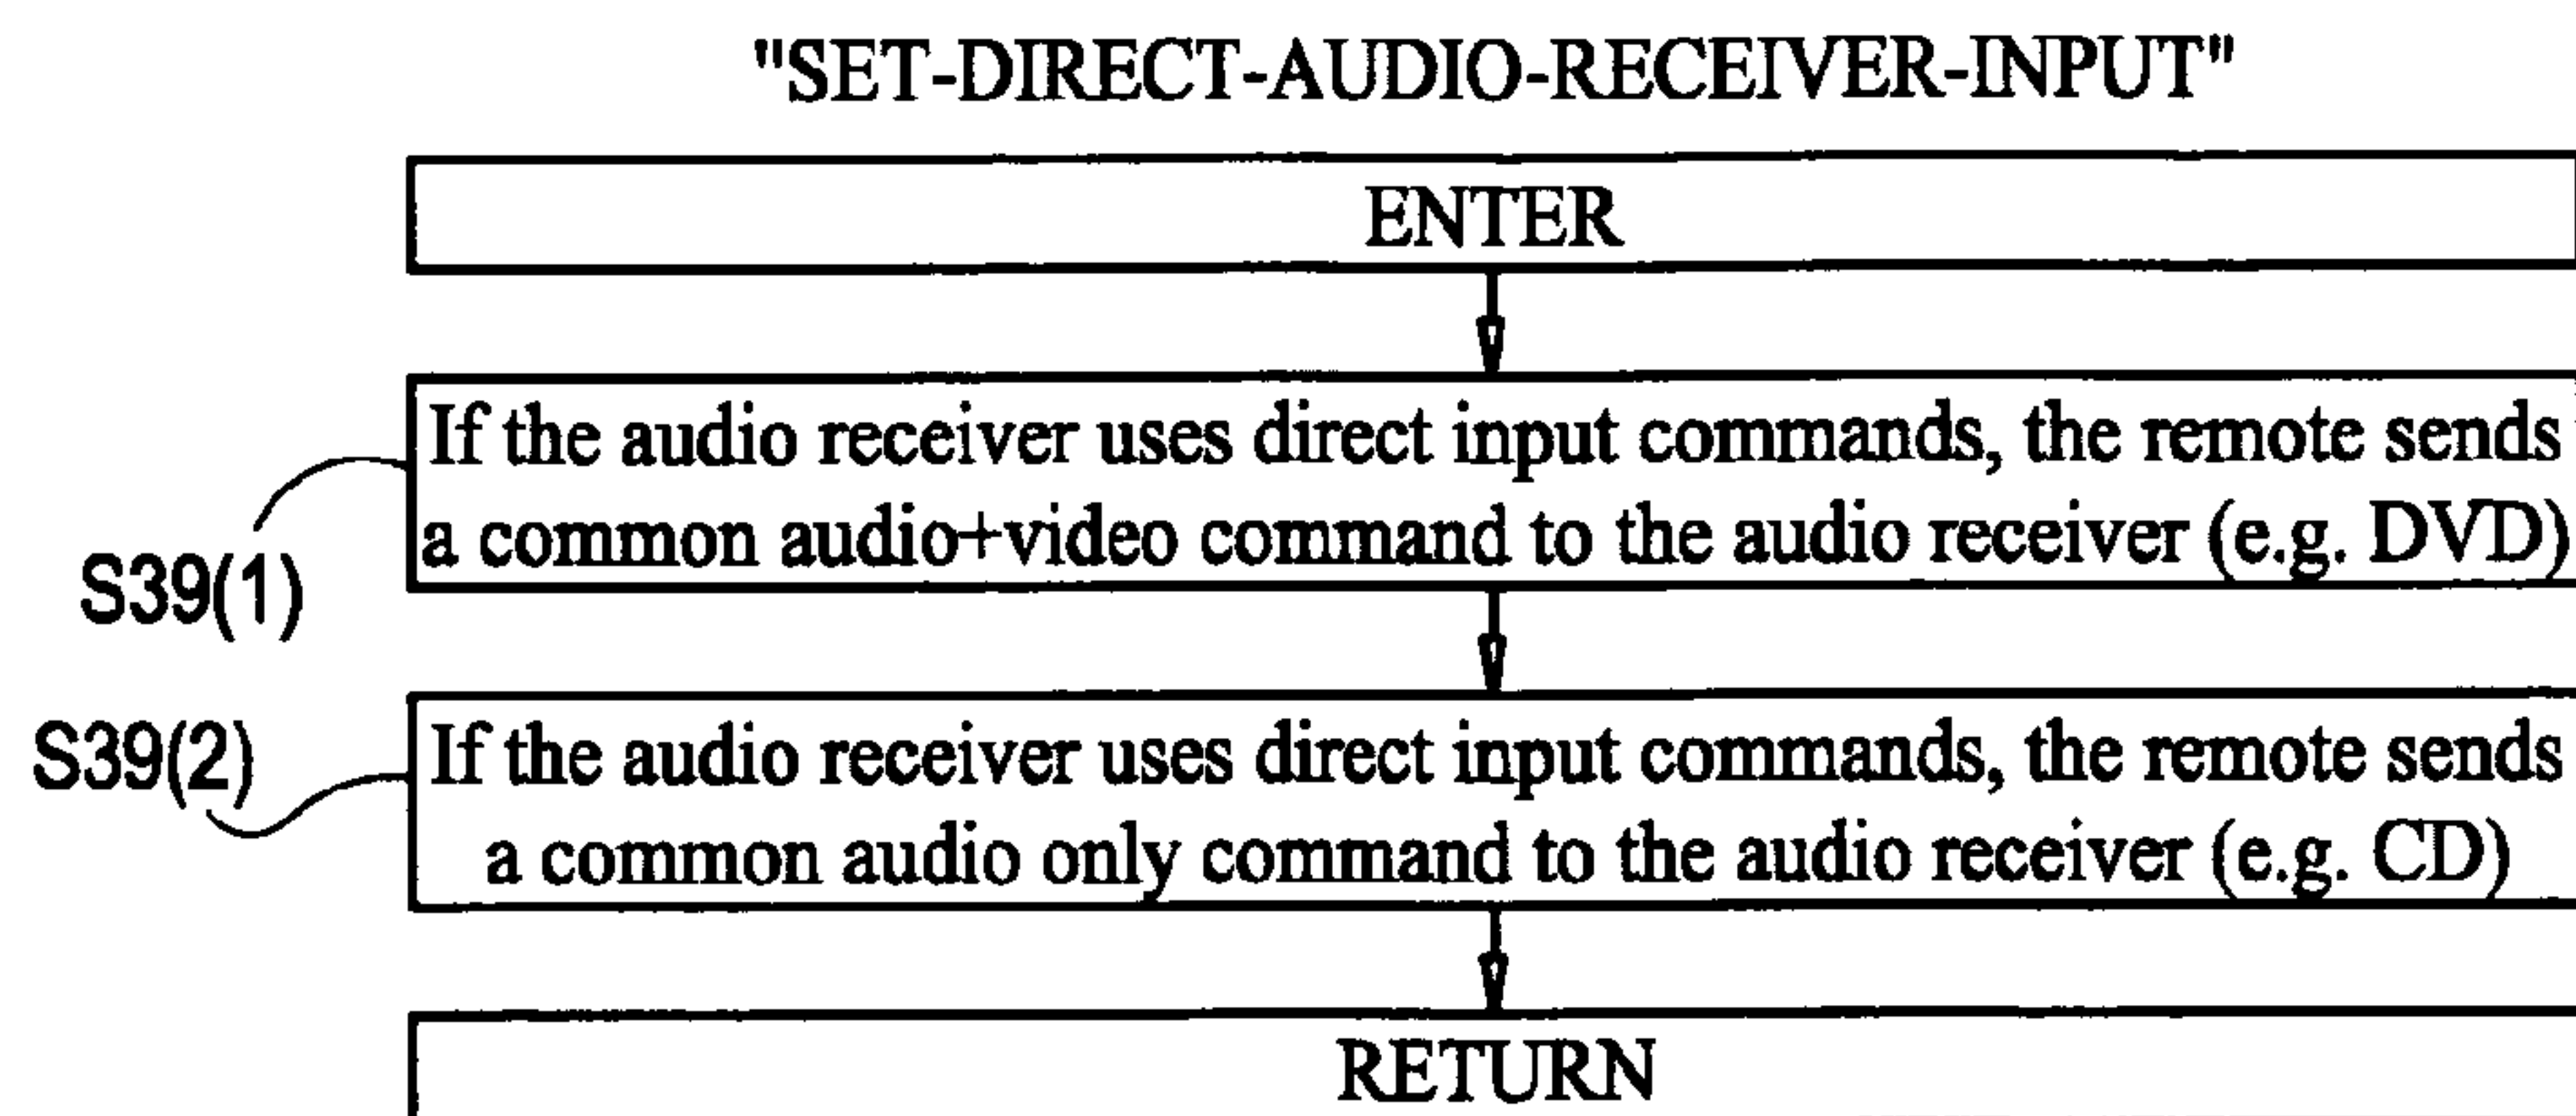 "SET-DIRECT-AUDIO-RECEIVER-INPUT"
ENTER
If the audio receiver uses direct input commands, the remote sends
a common audio+video command to the audio receiver (e.g. DVD)
S39(1)
S39(2)
If the audio receiver uses direct input commands, the remote sends
a common audio only command to the audio receiver (e.g. CD)
RETURN